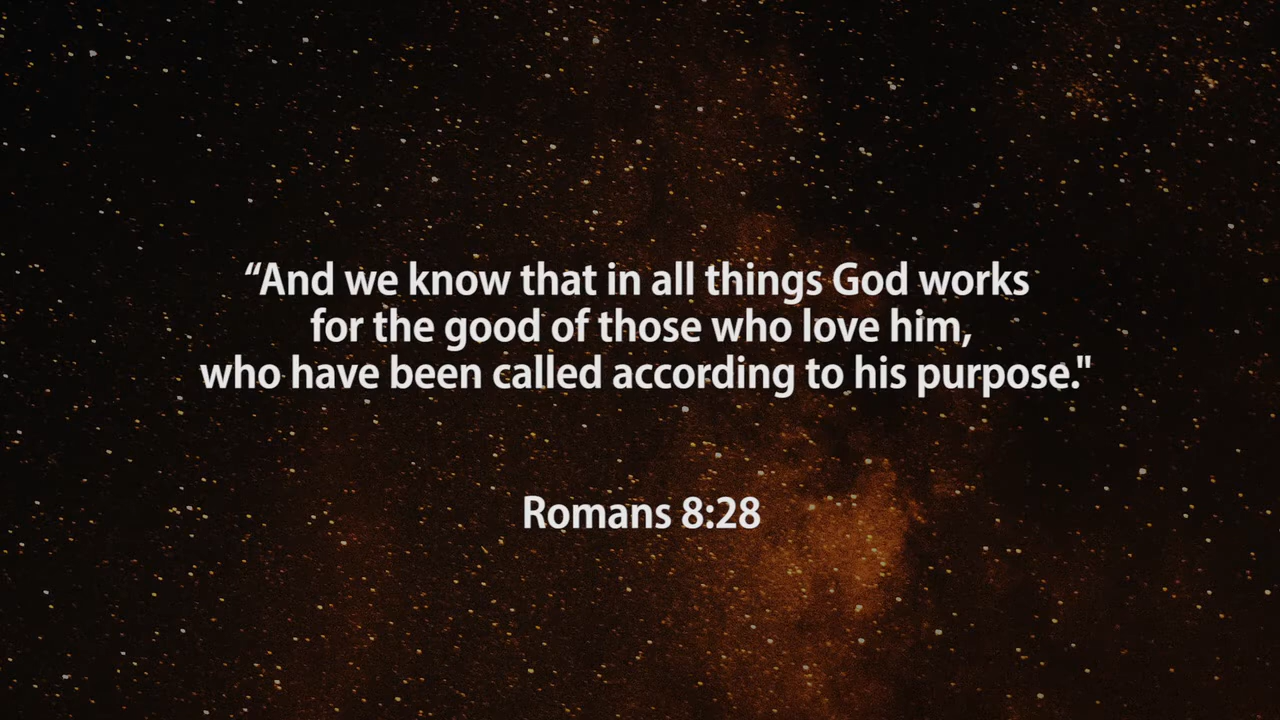 “And we know that in all things God works
for the good of those who love him,
who have been called according to his purpose."
Romans 8:28